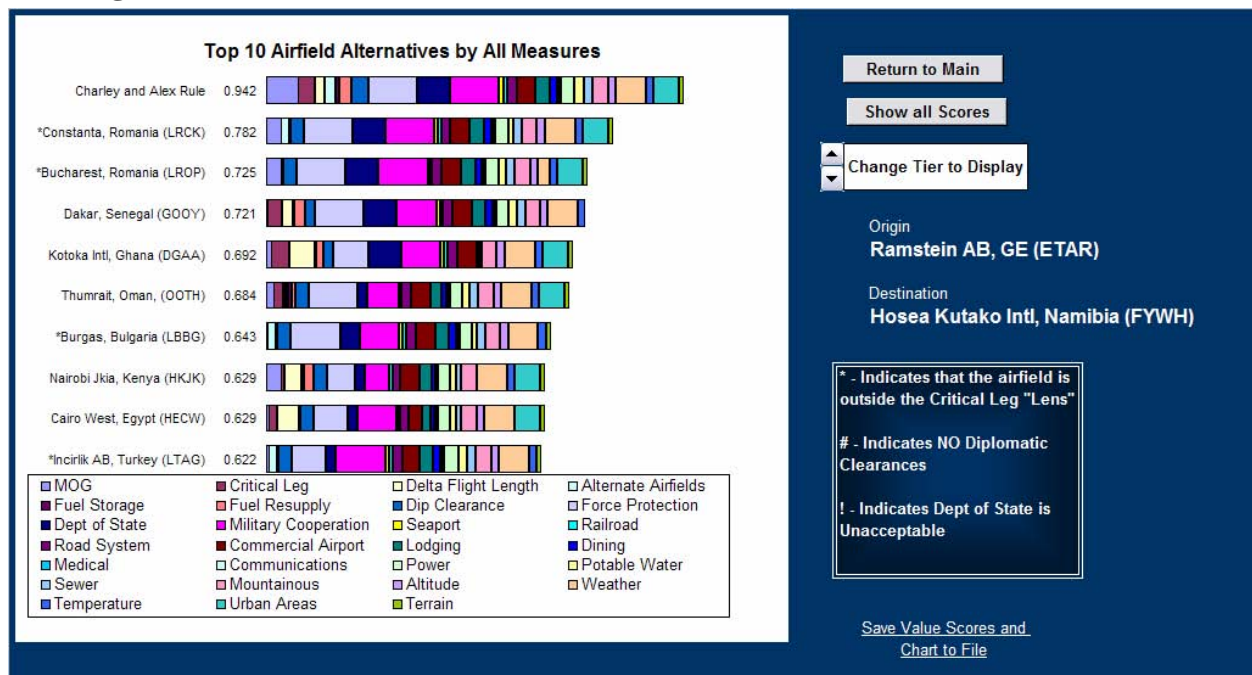 Top 10 Airfield Alternatives by All Measures
Charley and Alex Rule 0.942
*Constanta, Romania (LRCK) 0.782
*Bucharest, Romania (LROP) 0.725
Dakar, Senegal (GOOY) 0.721
Kotoka Intl, Ghana (DGAA) 0.692
Thumrait, Oman, (OOTH) 0.684
*Burgas, Bulgaria (LBBG) 0.643
Nairobi Jkia, Kenya (HKJK) 0.629
Cairo West, Egypt (HECW) 0.629
*Incirlik AB, Turkey (LTAG) 0.622
MOG Critical Leg Delta Flight Length Alternate Airfields
Fuel Storage Fuel Resupply Dip Clearance Force Protection
Dept of State Military Cooperation Seaport Railroad
Road System Commercial Airport Lodging Dining
Medical Communications Power Potable Water
Sewer Mountainous Altitude Weather
Temperature Urban Areas Terrain
Return to Main
Show all Scores
Change Tier to Display
Origin
Ramstein AB, GE (ETAR)
Destination
Hosea Kutako Intl, Namibia (FYWH)
* - Indicates that the airfield is
outside the Critical Leg "Lens"
# - Indicates NO Diplomatic
Clearances
! - Indicates Dept of State is
Unacceptable
Save Value Scores and
Chart to File